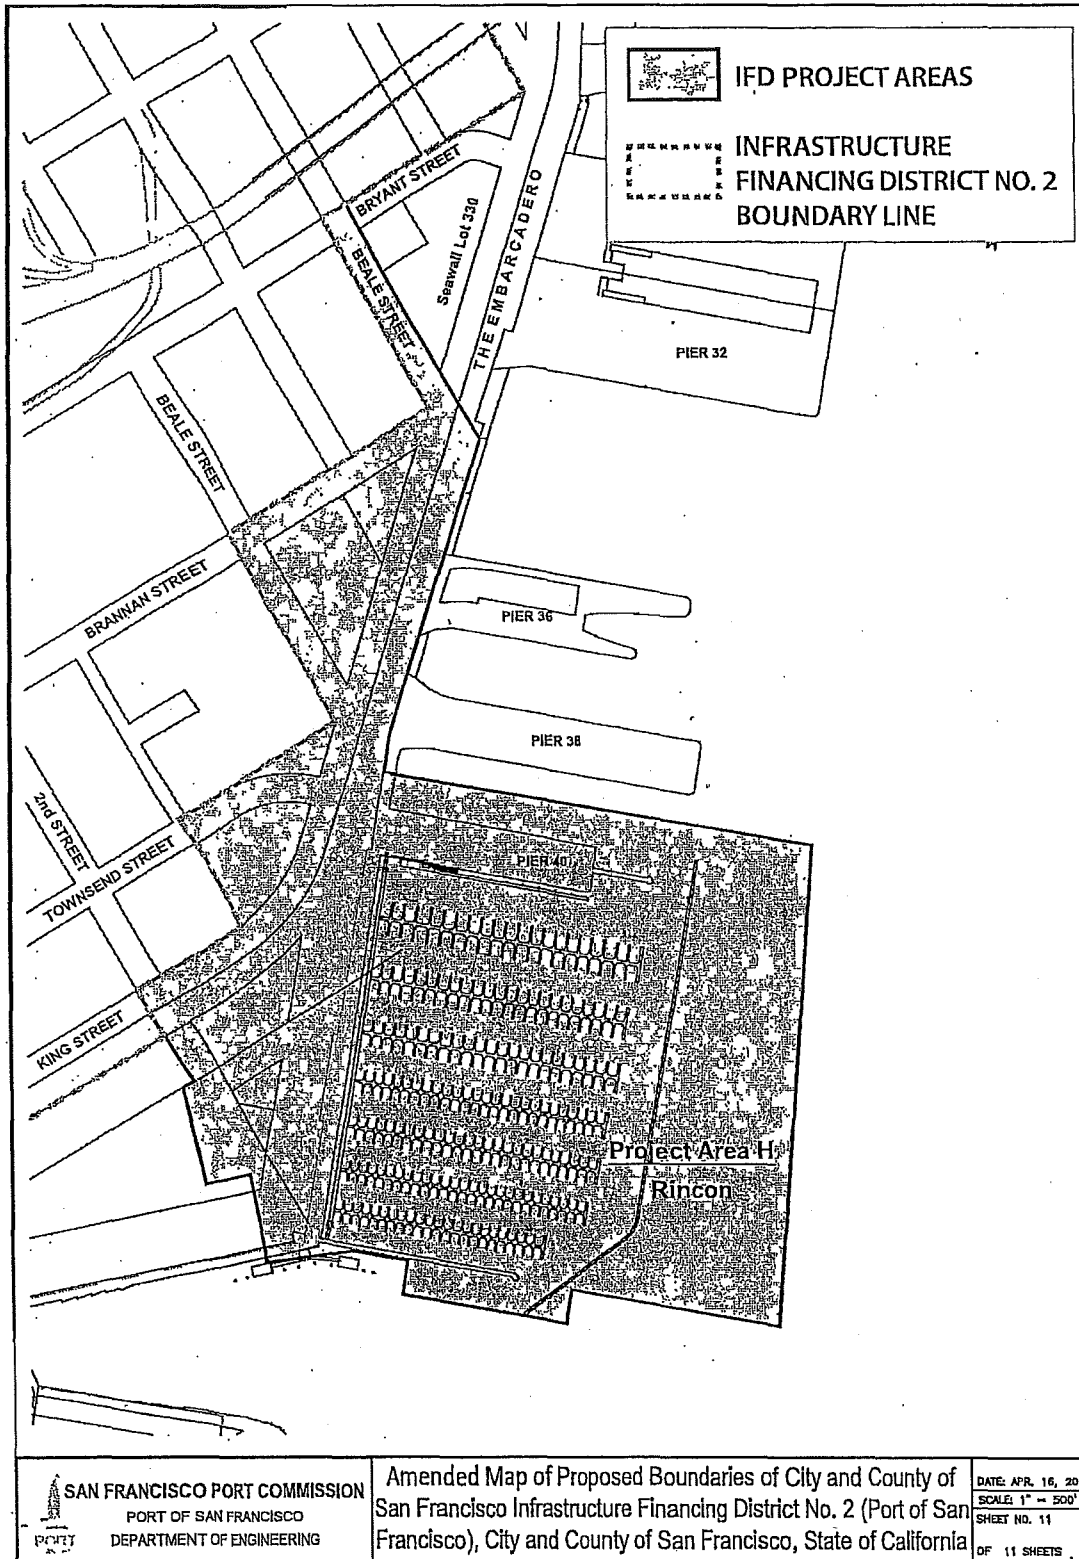 IFD PROJECT AREAS
INFRASTRUCTURE
FINANCING DISTRICT NO. 2
BOUNDARY LINE
BRYANT STREET
Seawall Lot 330
THE EMBARCADERO
BEALE STREET
PIER 32
BEALE STREET
BRANNAN STREET
PIER 36
PIER 38
2nd STREET
TOWNSEND STREET
PIER 40
KING STREET
Project Area H
Rincon
SAN FRANCISCO PORT COMMISSION
PORT OF SAN FRANCISCO
DEPARTMENT OF ENGINEERING
PORT
Amended Map of Proposed Boundaries of City and County of
San Francisco Infrastructure Financing District No. 2 (Port of San
Francisco), City and County of San Francisco, State of California
DATE: APR. 16, 20
SCALE: 1" = 500'
SHEET NO. 11
OF 11 SHEETS